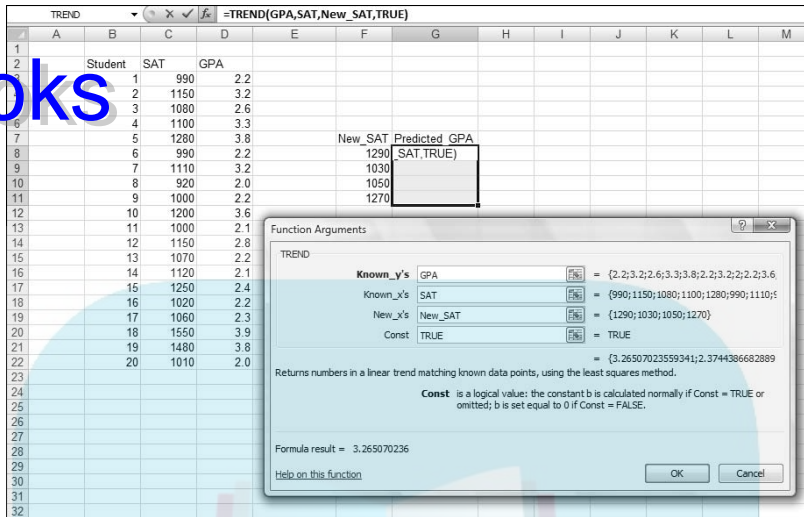 TREND =TREND(GPA,SAT,New_SAT,TRUE)
A B C D E F G H I J K L M
1
2 Student SAT GPA
3 1 990 2.2
2 1150 3.2
3 1080 2.6
6 4 1100 3.3
7 5 1280 3.8 New_SAT Predicted_GPA
8 6 990 2.2 1290 _SAT,TRUE)
9 7 1110 3.2 1030
10 8 920 2.0 1050
11 9 1000 2.2 1270
12 10 1200 3.6
13 11 1000 2.1
14 12 1150 2.8
15 13 1070 2.2
16 14 1120 2.1
17 15 1250 2.4
18 16 1020 2.2
19 17 1060 2.3
20 18 1550 3.9
21 19 1480 3.8
22 20 1010 2.0
23
24
25
26
27
28
29
30
31
32
oks
Function Arguments
TREND
Known_y's GPA = {2.2;3.2;2.6;3.3;3.8;2.2;3.2;2;2.2;3.6;
Known_x's SAT = {990;1150;1080;1100;1280;990;1110;9
New_x's New_SAT = {1290;1030;1050;1270}
Const TRUE = TRUE
= {3.26507023559341;2.3744386682889
Returns numbers in a linear trend matching known data points, using the least squares method.
Const is a logical value: the constant b is calculated normally if Const = TRUE or
omitted; b is set equal to 0 if Const = FALSE.
Formula result = 3.265070236
Help on this function OK Cancel